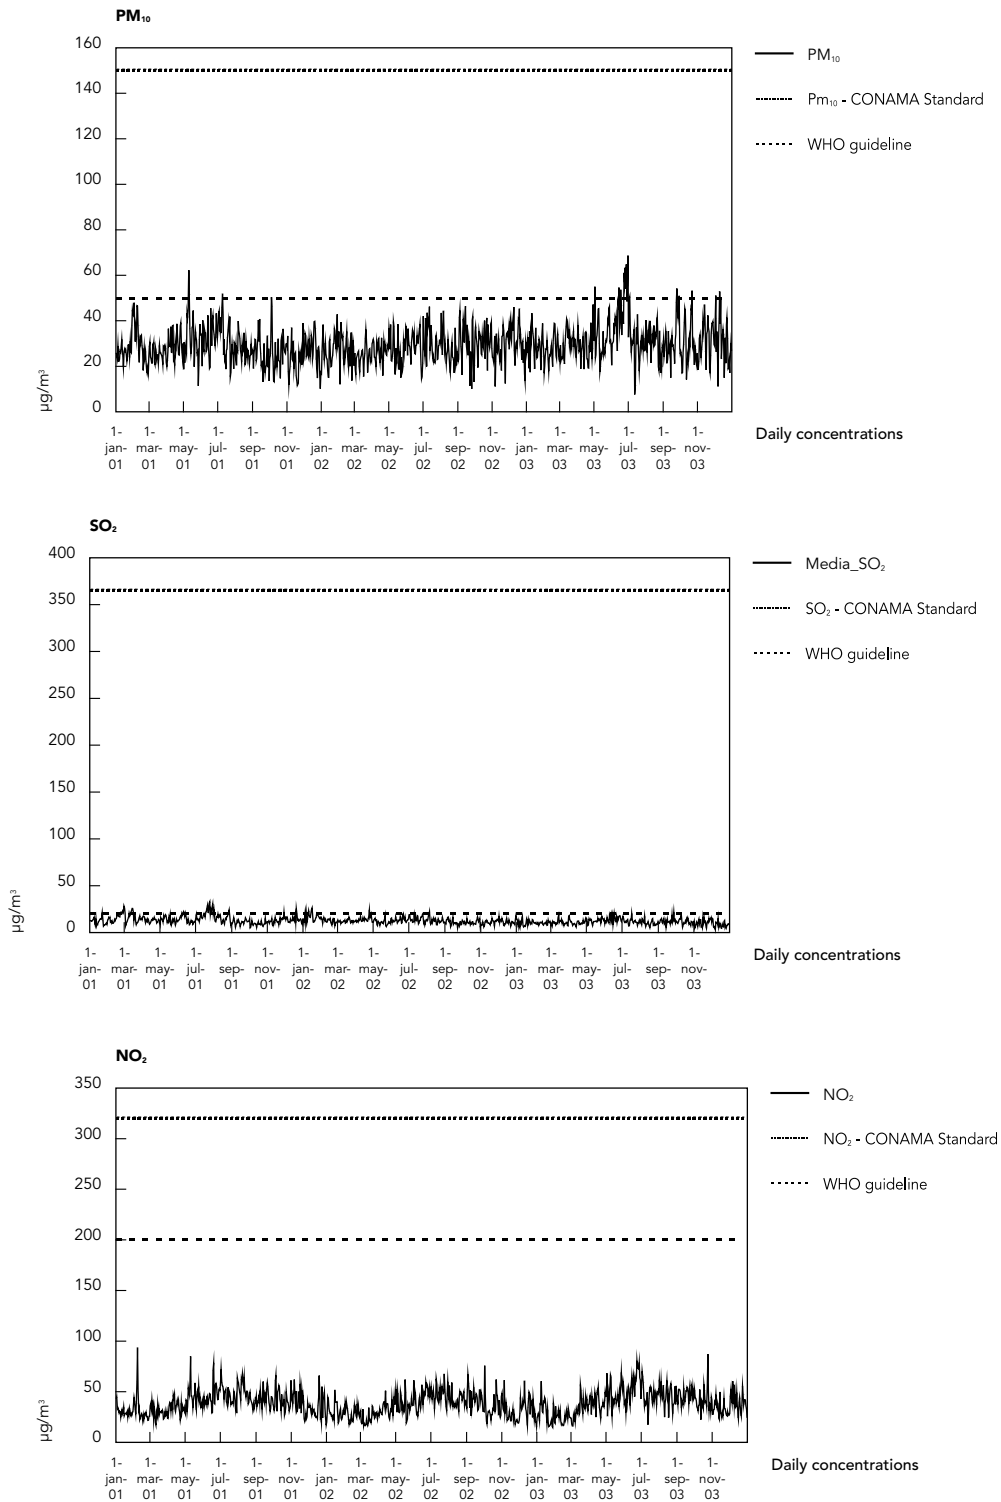 PM₁₀
160
140
120
100
80
60
40
20
0
µg/m³
1- 1- 1- 1- 1- 1- 1- 1- 1- 1- 1- 1- 1- 1- 1- 1- 1- 1-
jan- mar- may- jul- sep- nov- jan- mar- may- jul- sep- nov- jan- mar- may- jul- sep- nov-
01 01 01 01 01 01 02 02 02 02 02 02 03 03 03 03 03 03
PM₁₀
Pm₁₀ - CONAMA Standard
WHO guideline
Daily concentrations
SO₂
400
350
300
250
200
150
100
50
0
µg/m³
1- 1- 1- 1- 1- 1- 1- 1- 1- 1- 1- 1- 1- 1- 1- 1- 1- 1-
jan- mar- may- jul- sep- nov- jan- mar- may- jul- sep- nov- jan- mar- may- jul- sep- nov-
01 01 01 01 01 01 02 02 02 02 02 02 03 03 03 03 03 03
Media_SO₂
SO₂ - CONAMA Standard
WHO guideline
Daily concentrations
NO₂
350
300
250
200
150
100
50
0
µg/m³
1- 1- 1- 1- 1- 1- 1- 1- 1- 1- 1- 1- 1- 1- 1- 1- 1- 1-
jan- mar- may- jul- sep- nov- jan- mar- may- jul- sep- nov- jan- mar- may- jul- sep- nov-
01 01 01 01 01 01 02 02 02 02 02 02 03 03 03 03 03 03
NO₂
NO₂ - CONAMA Standard
WHO guideline
Daily concentrations